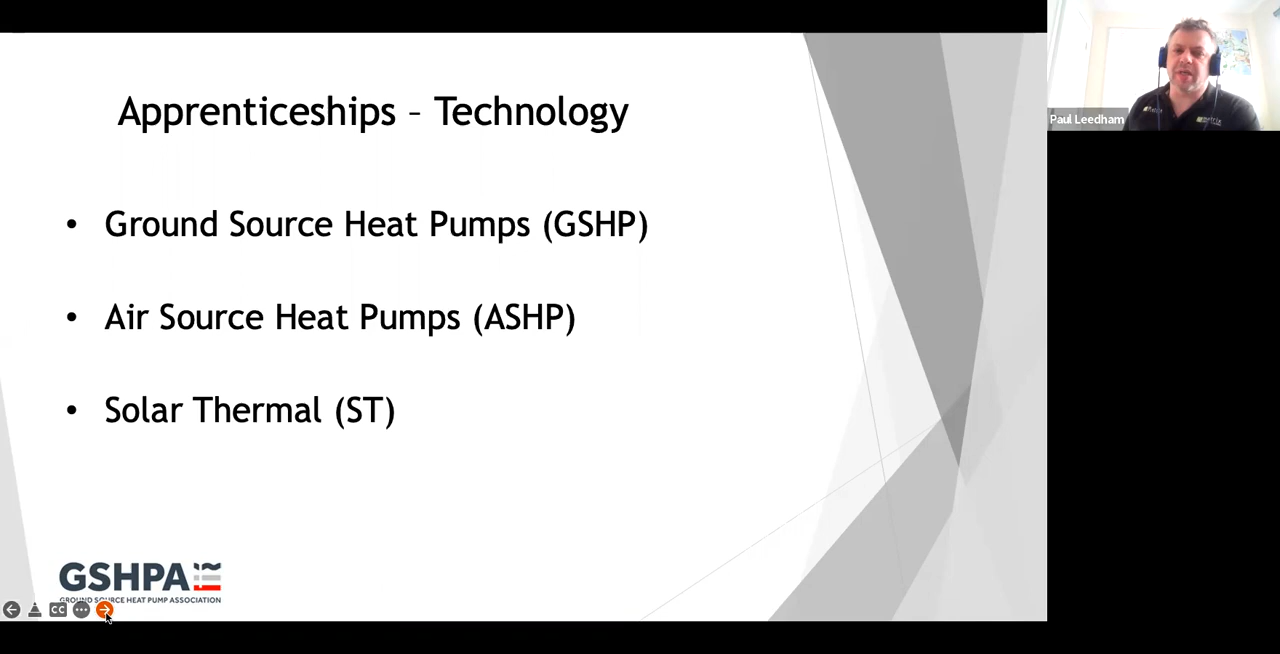 Apprenticeships – Technology
• Ground Source Heat Pumps (GSHP)
• Air Source Heat Pumps (ASHP)
• Solar Thermal (ST)
GSHPA
GROUND SOURCE HEAT PUMP ASSOCIATION
CC
Paul Leedham